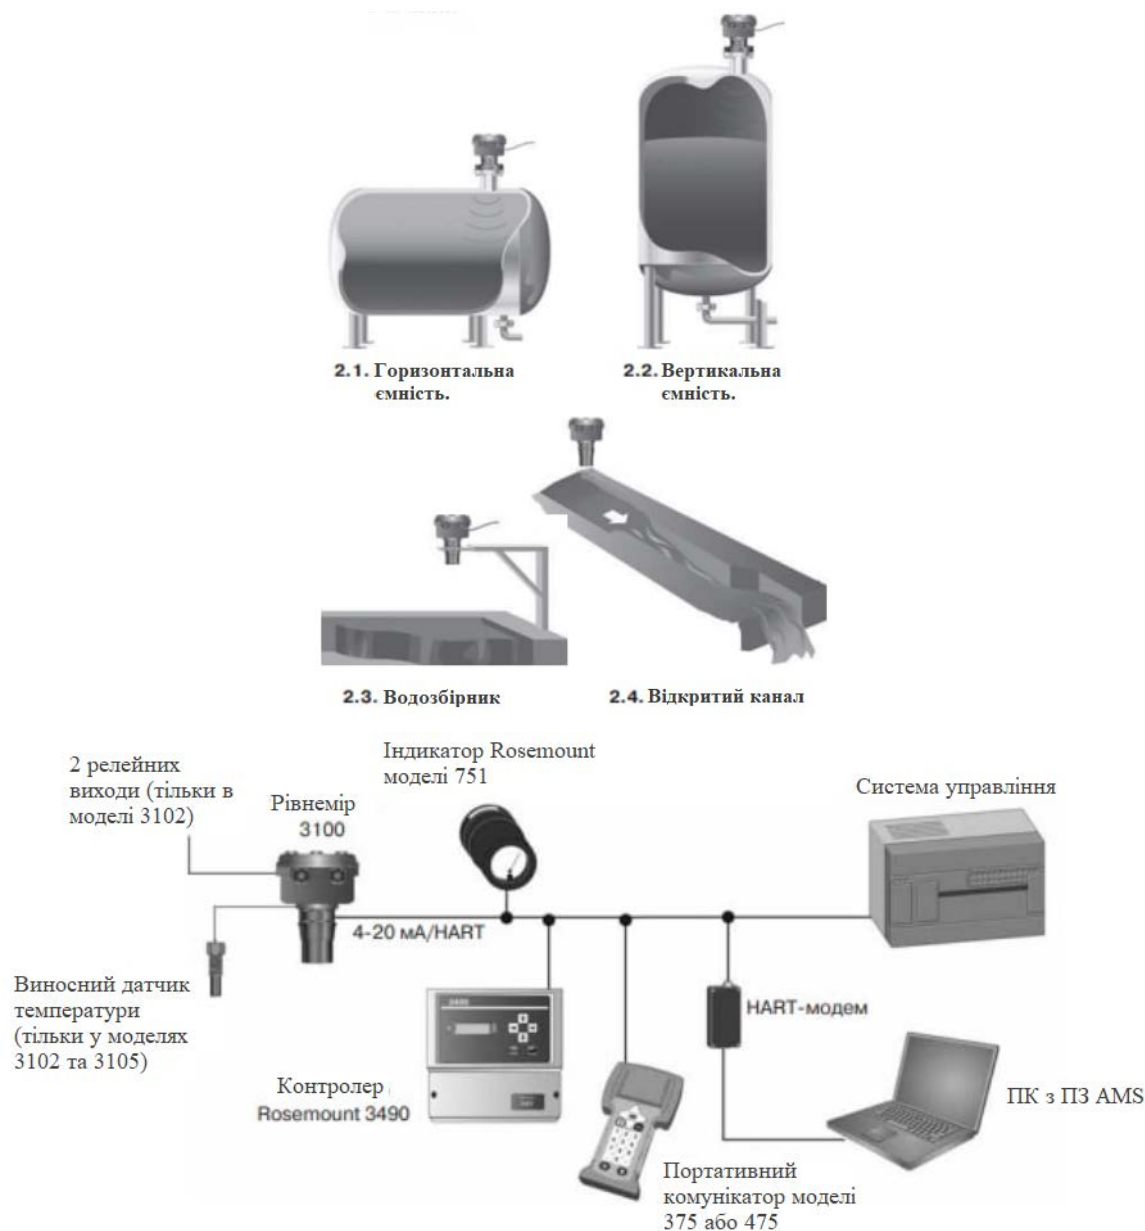 2.1. Горизонтальна
ємність.
2.2. Вертикальна
ємність.
2.3. Водозбірник
2.4. Відкритий канал
Індикатор Rosemount
моделі 751
2 релейних
виходи (тільки в
моделі 3102)
Рівнемір
3100
Система управління
4-20 мА/HART
Виносний датчик
температури
(тільки у моделях
3102 та 3105)
HART-модем
Контролер
Rosemount 3490
ПК з ПЗ AMS
Портативний
комунікатор моделі
375 або 475